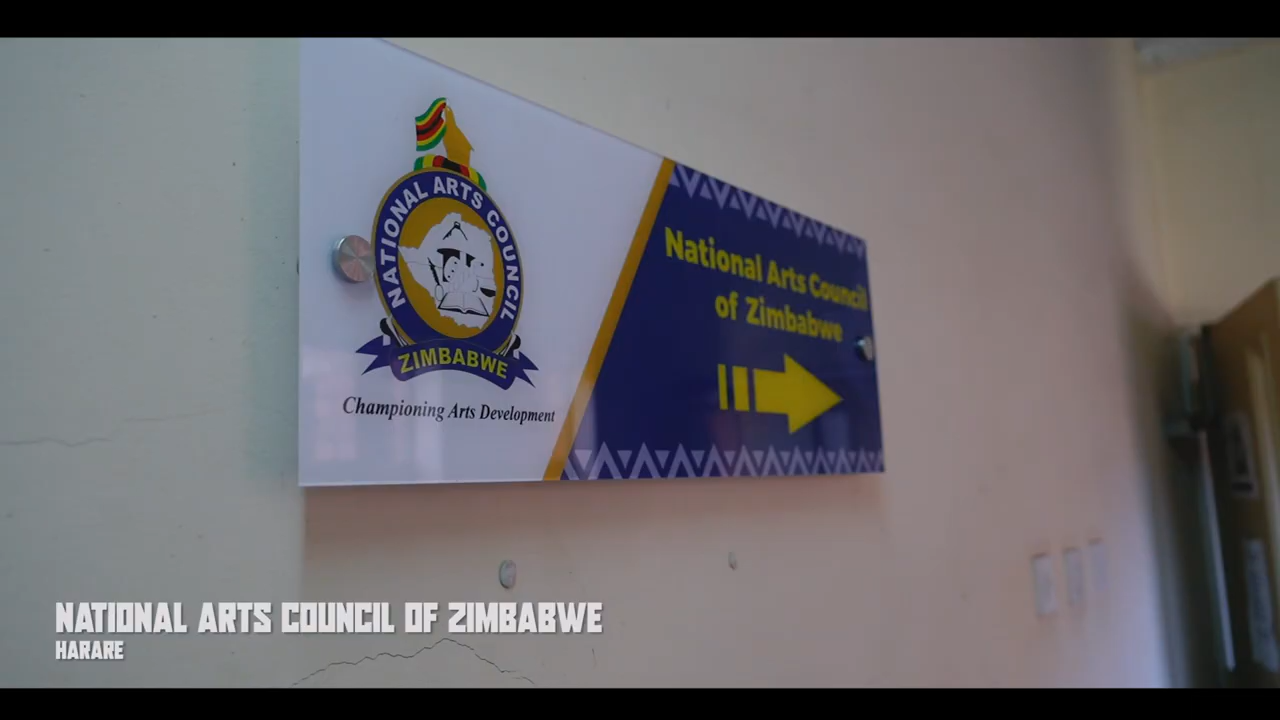 NATIONAL ARTS COUNCIL
ZIMBABWE
Championing Arts Development
National Arts Council
of Zimbabwe
NATIONAL ARTS COUNCIL OF ZIMBABWE
HARARE